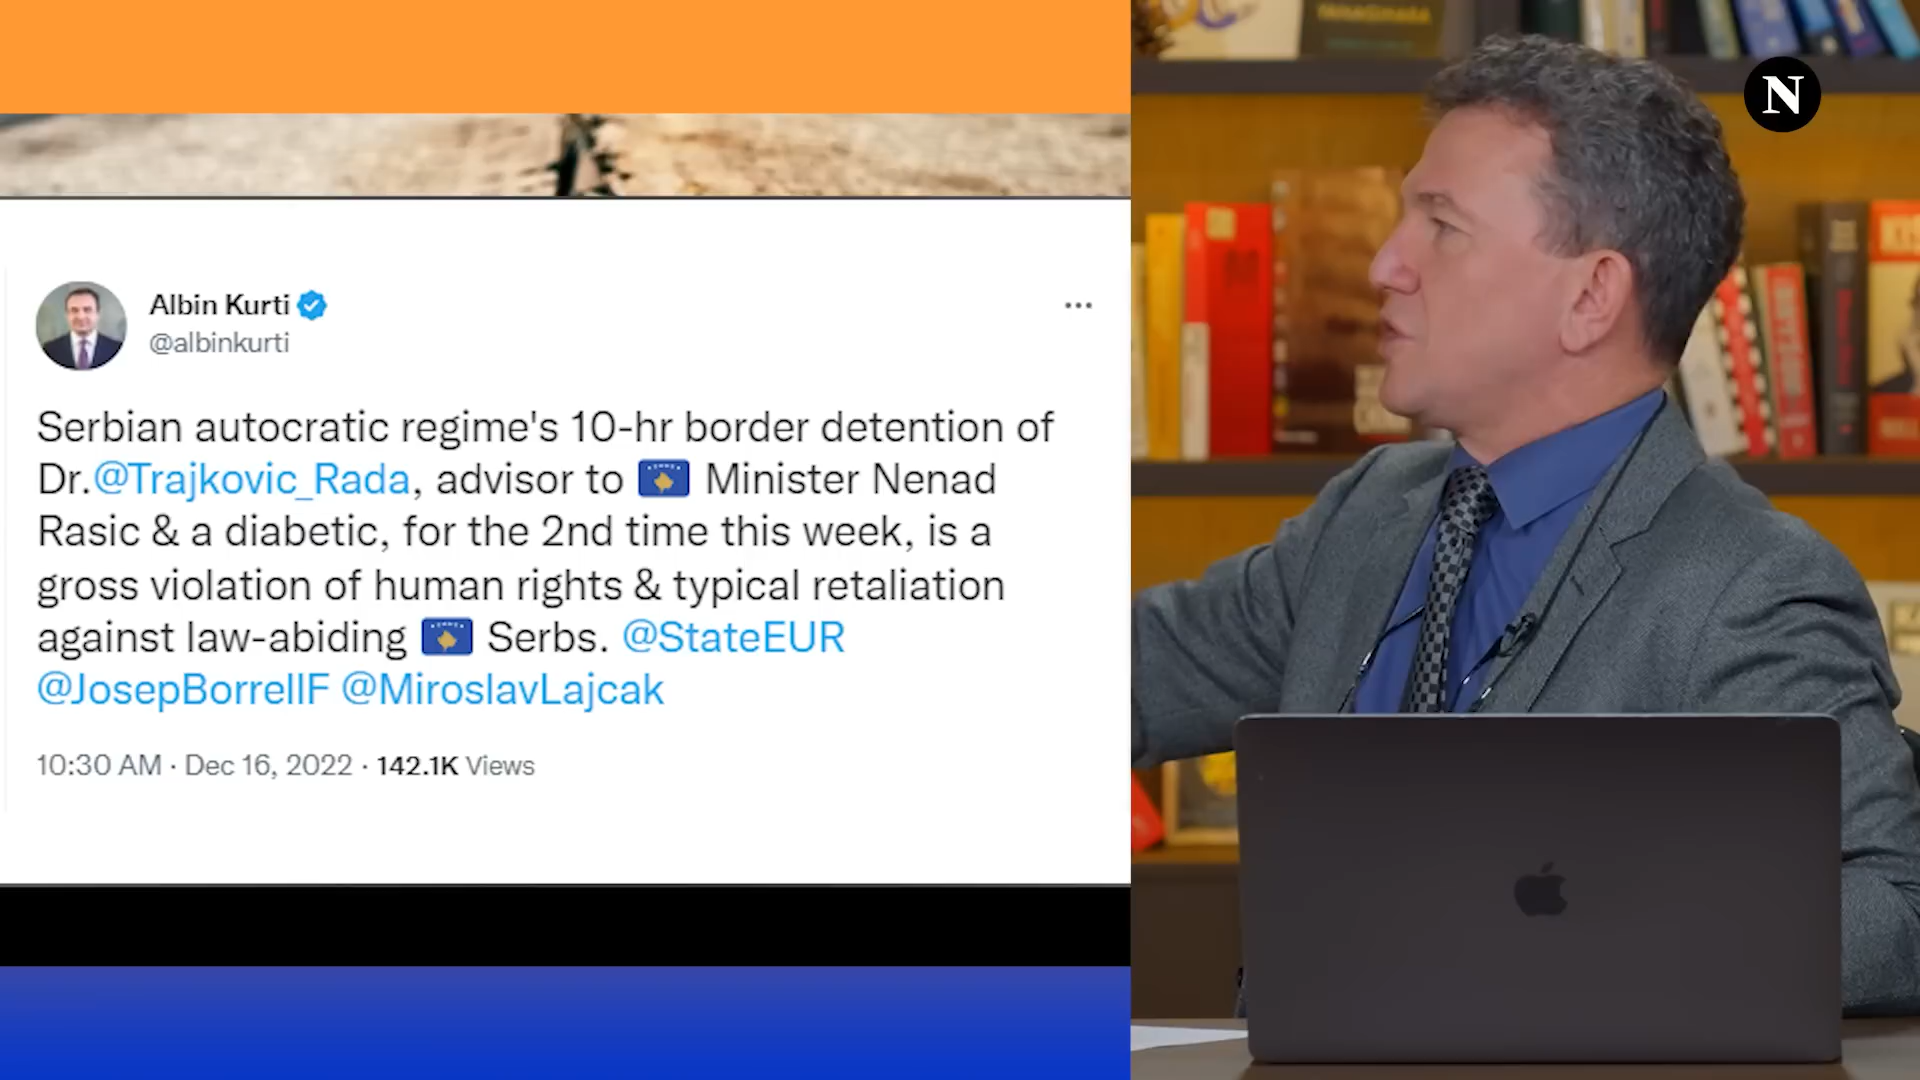 N
Albin Kurti
@albinkurti
Serbian autocratic regime's 10-hr border detention of
Dr.@Trajkovic_Rada, advisor to 🇽🇰 Minister Nenad
Rasic & a diabetic, for the 2nd time this week, is a
gross violation of human rights & typical retaliation
against law-abiding 🇽🇰 Serbs. @StateEUR
@JosepBorrellF @MiroslavLajcak
10:30 AM · Dec 16, 2022 · 142.1K Views